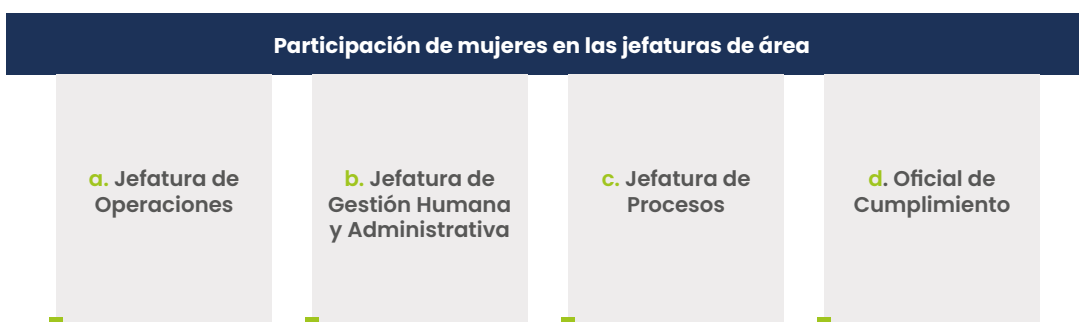 Participación de mujeres en las jefaturas de área
a. Jefatura de
Operaciones
b. Jefatura de
Gestión Humana
y Administrativa
c. Jefatura de
Procesos
d. Oficial de
Cumplimiento